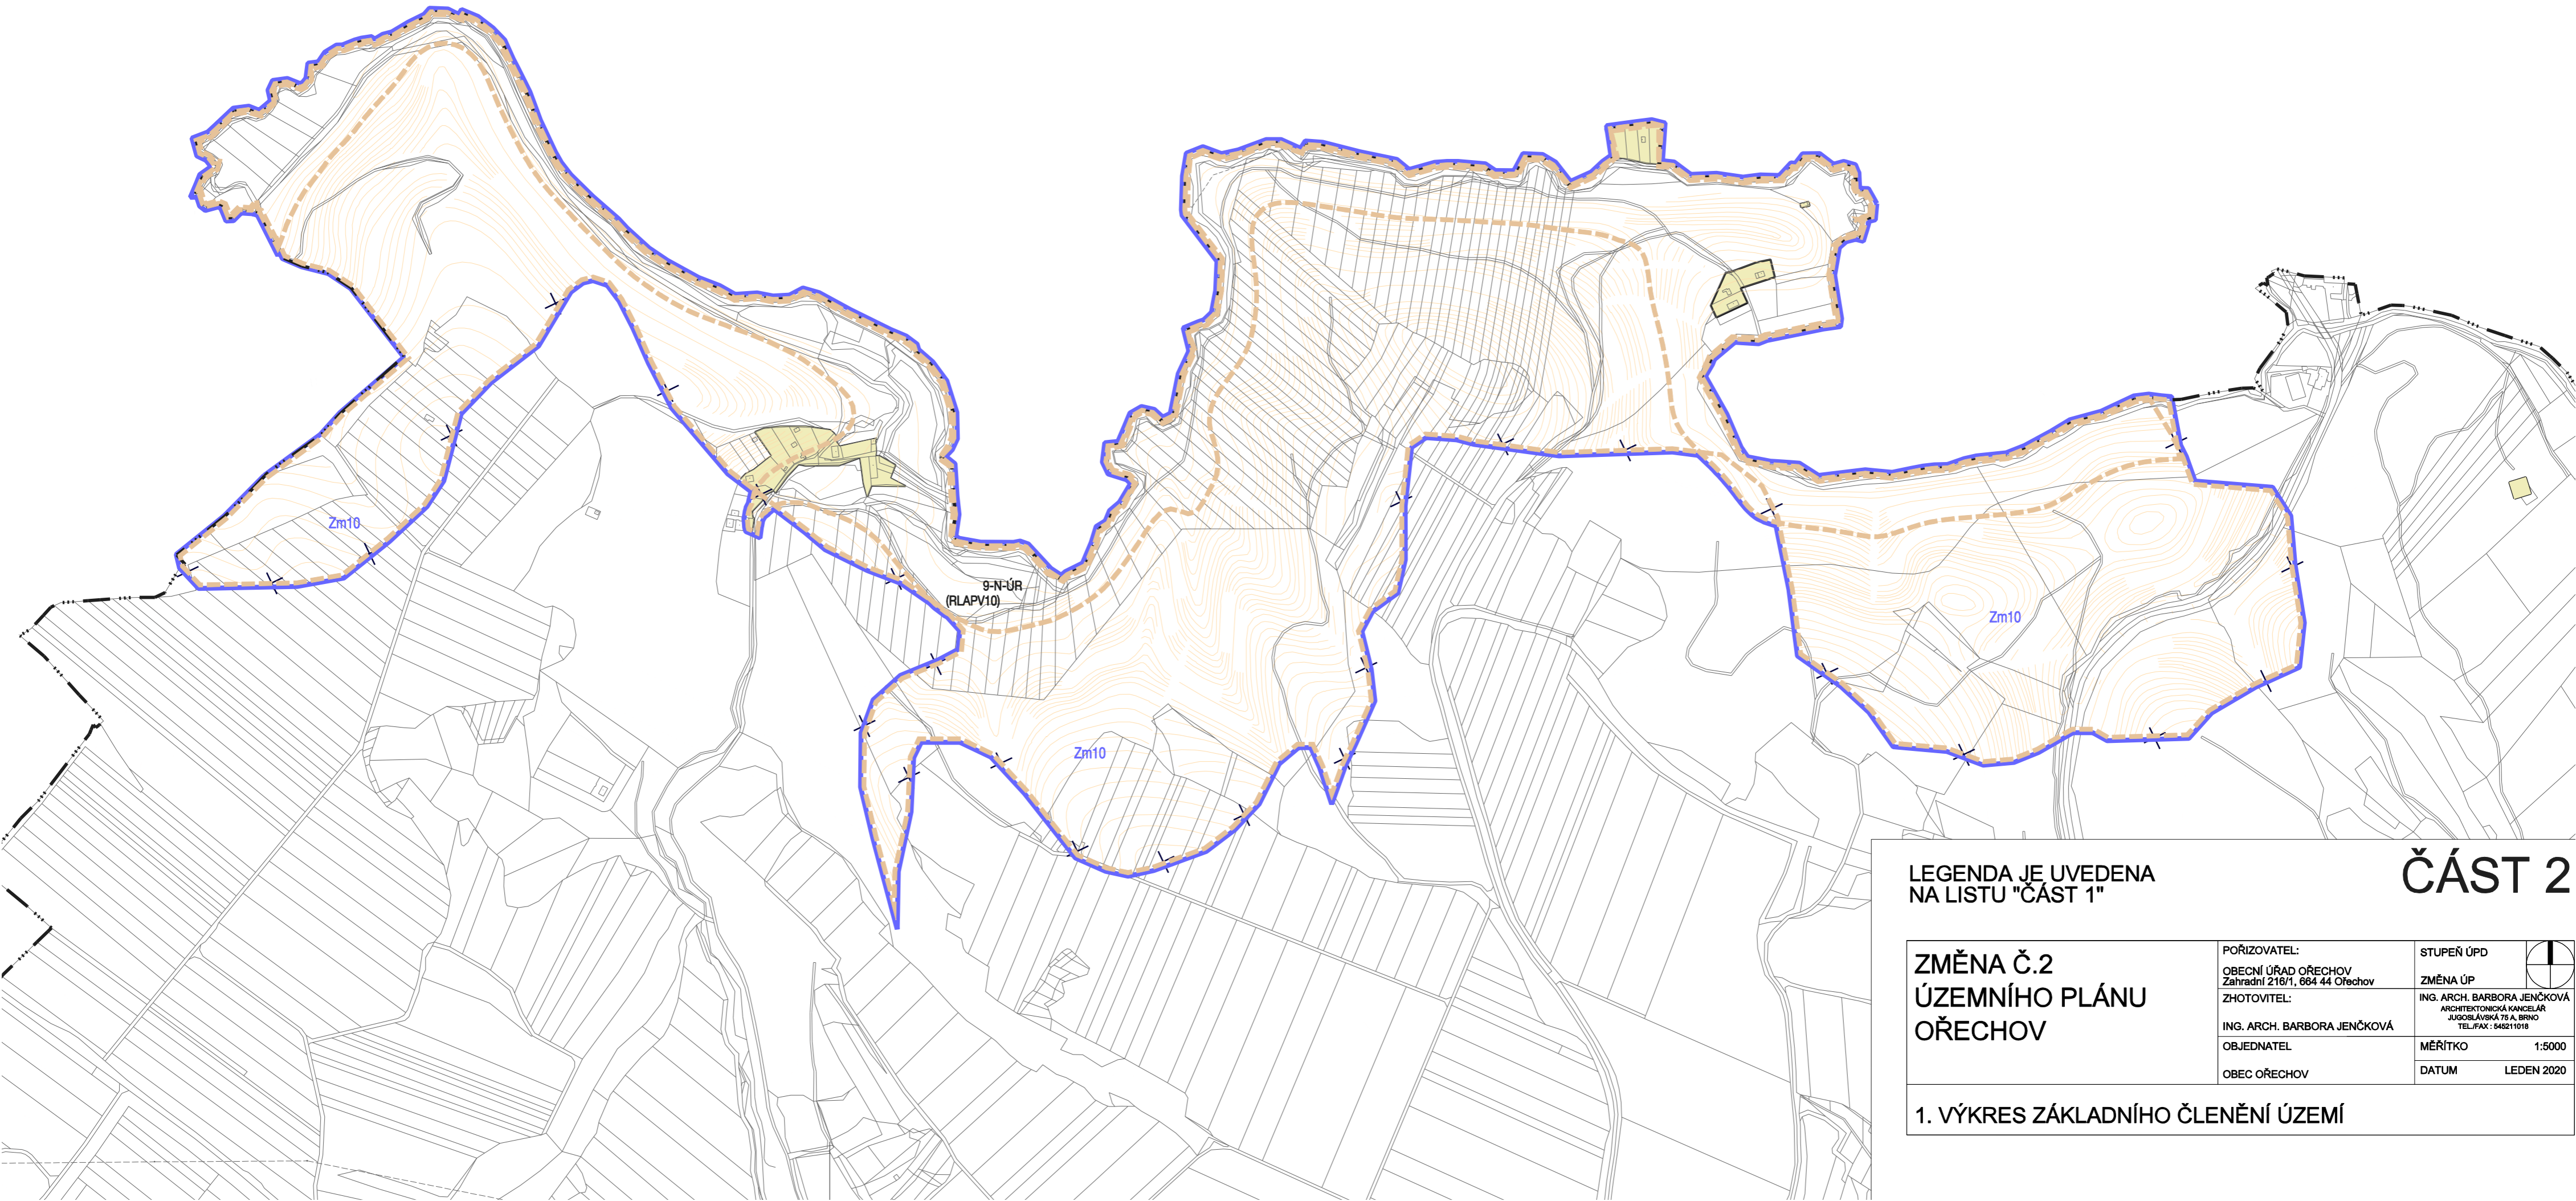 Zm10
9-N-ÚR
(RLAPV10)
Zm10
Zm10
LEGENDA JE UVEDENA
NA LISTU "ČÁST 1"
ČÁST 2
ZMĚNA Č.2
ÚZEMNÍHO PLÁNU
OŘECHOV
POŘIZOVATEL:
OBECNÍ ÚŘAD OŘECHOV
Zahradní 216/1, 664 44 Ořechov
STUPEŇ ÚPD
ZMĚNA ÚP
ZHOTOVITEL:
ING. ARCH. BARBORA JENČKOVÁ
ING. ARCH. BARBORA JENČKOVÁ
ARCHITEKTONICKÁ KANCELÁŘ
JUGOSLÁVSKÁ 75 A, BRNO
TEL./FAX : 545211018
OBJEDNATEL
OBEC OŘECHOV
MĚŘÍTKO 1:5000
DATUM LEDEN 2020
1. VÝKRES ZÁKLADNÍHO ČLENĚNÍ ÚZEMÍ